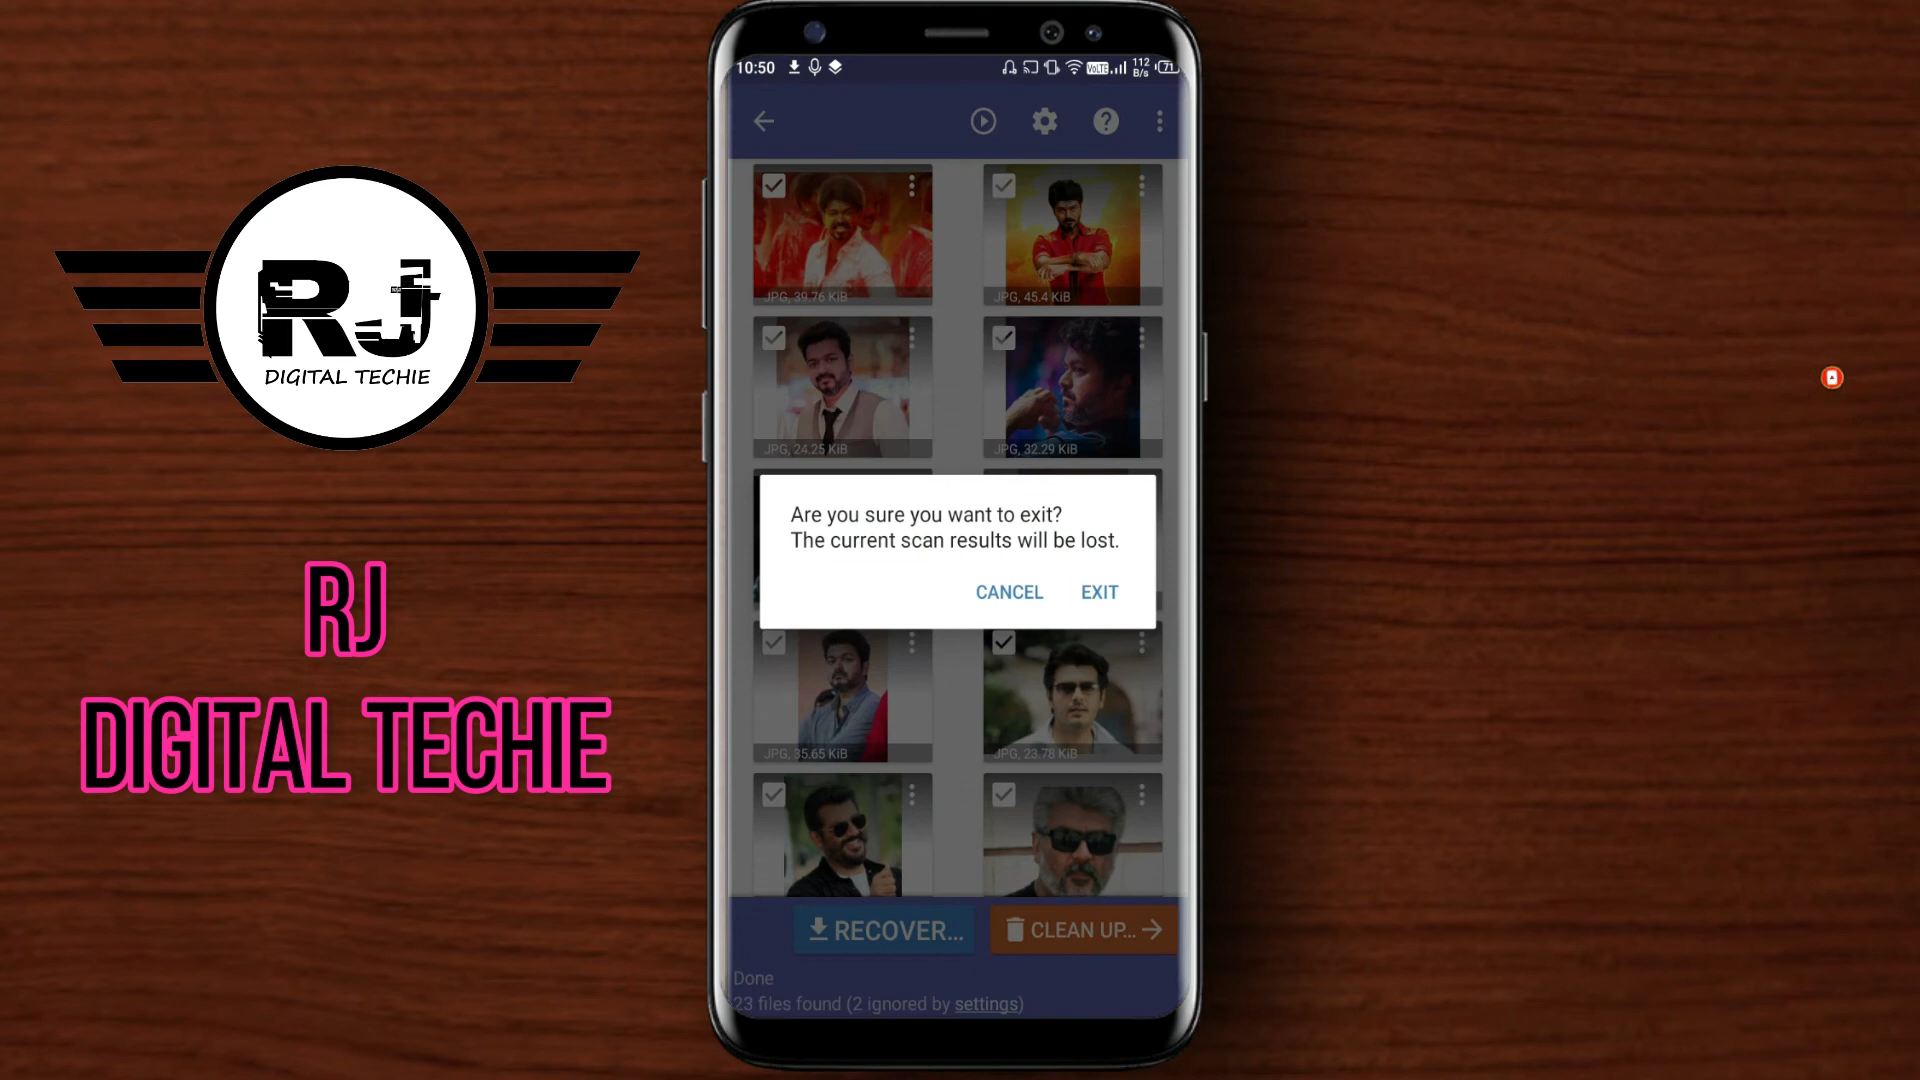 10:50
VoLTE
112
B/s
71
JPG, 39.76 KiB
JPG, 45.4 KiB
JPG, 24.25 KiB
JPG, 32.29 KiB
Are you sure you want to exit?
The current scan results will be lost.
CANCEL
EXIT
JPG, 35.65 KiB
JPG, 23.78 KiB
RECOVER...
CLEAN UP...
Done
23 files found (2 ignored by settings)
RJ
DIGITAL TECHIE
RJ
DIGITAL TECHIE